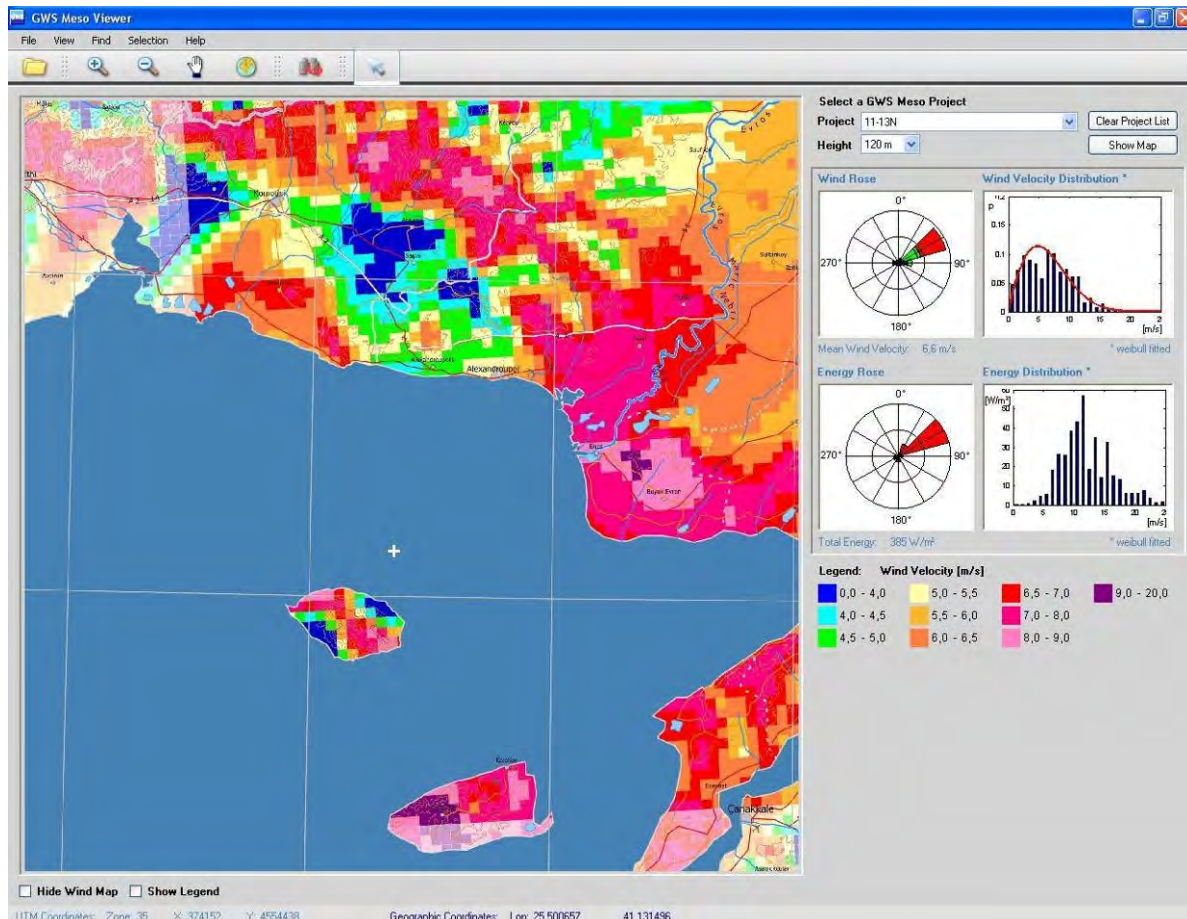 GWS Meso Viewer
File View Find Selection Help
Select a GWS Meso Project
Project 11-13N Clear Project List
Height 120 m Show Map
Wind Rose
0°
270° 90°
180°
Mean Wind Velocity: 6,6 m/s
Wind Velocity Distribution *
P
0.15
0.1
0.05
0 5 10 15 20
[m/s]
* weibull fitted
Energy Rose
0°
270° 90°
180°
Total Energy: 385 W/m²
Energy Distribution *
[W/m²]
50
40
30
20
10
0
0 5 10 15 20
[m/s]
* weibull fitted
Legend: Wind Velocity [m/s]
0,0 - 4,0 5,0 - 5,5 6,5 - 7,0 9,0 - 20,0
4,0 - 4,5 5,5 - 6,0 7,0 - 8,0
4,5 - 5,0 6,0 - 6,5 8,0 - 9,0
Evros
Alexandroupoli
Buyuk Evren
Çanakkale
Hide Wind Map Show Legend
UTM Coordinates: Zone: 35 X: 374152 Y: 4554438 Geographic Coordinates: Lon: 25,500657 41,131496